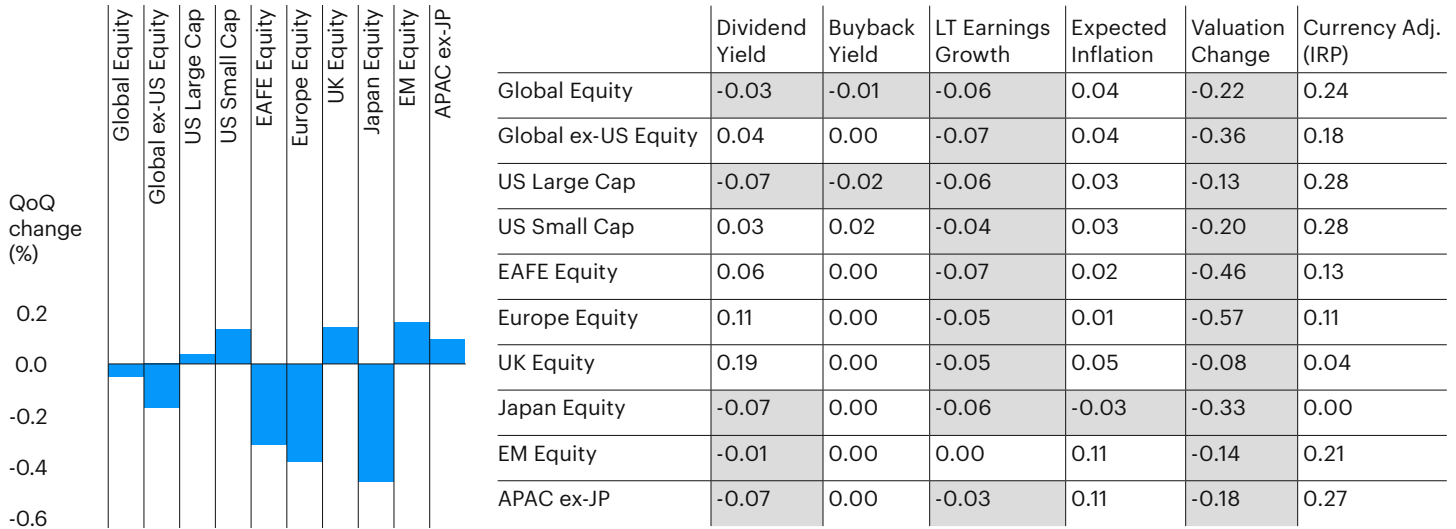 Global Equity
Global ex-US Equity
US Large Cap
US Small Cap
EAFE Equity
Europe Equity
UK Equity
Japan Equity
EM Equity
APAC ex-JP
QoQ
change
(%)
0.2
0.0
-0.2
-0.4
-0.6
Dividend Yield Buyback Yield LT Earnings Growth Expected Inflation Valuation Change Currency Adj. (IRP)
Global Equity -0.03 -0.01 -0.06 0.04 -0.22 0.24
Global ex-US Equity 0.04 0.00 -0.07 0.04 -0.36 0.18
US Large Cap -0.07 -0.02 -0.06 0.03 -0.13 0.28
US Small Cap 0.03 0.02 -0.04 0.03 -0.20 0.28
EAFE Equity 0.06 0.00 -0.07 0.02 -0.46 0.13
Europe Equity 0.11 0.00 -0.05 0.01 -0.57 0.11
UK Equity 0.19 0.00 -0.05 0.05 -0.08 0.04
Japan Equity -0.07 0.00 -0.06 -0.03 -0.33 0.00
EM Equity -0.01 0.00 0.00 0.11 -0.14 0.21
APAC ex-JP -0.07 0.00 -0.03 0.11 -0.18 0.27